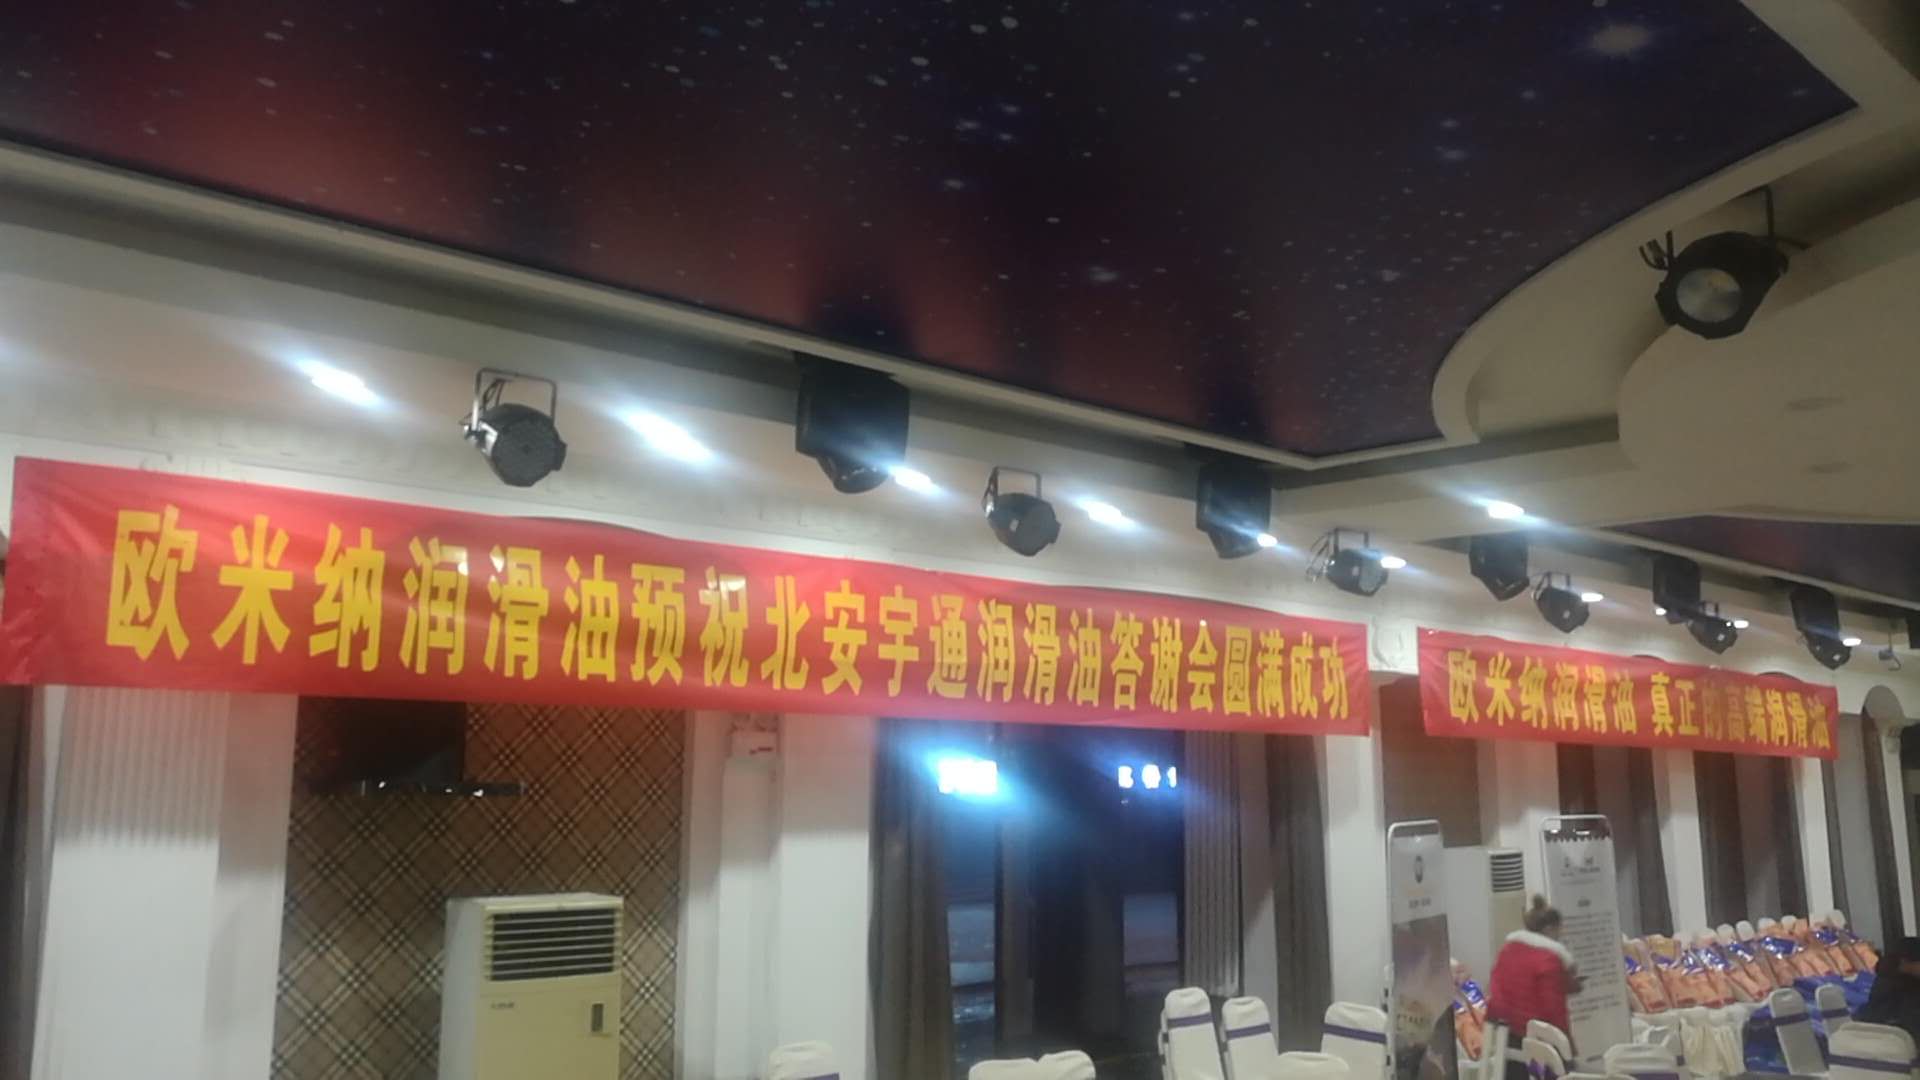 欧米纳润滑油预祝北安宇通润滑油答谢会圆满成功
欧米纳润滑油 真正的高端润滑油